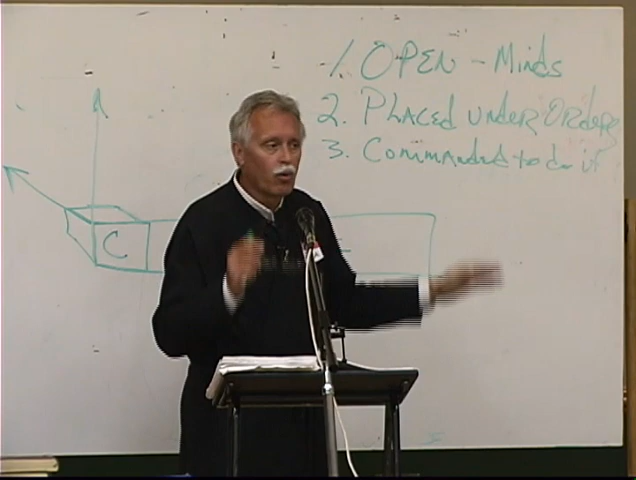 1. OPEN - Minds
2. Placed under Orders
3. Commanded to do it
C